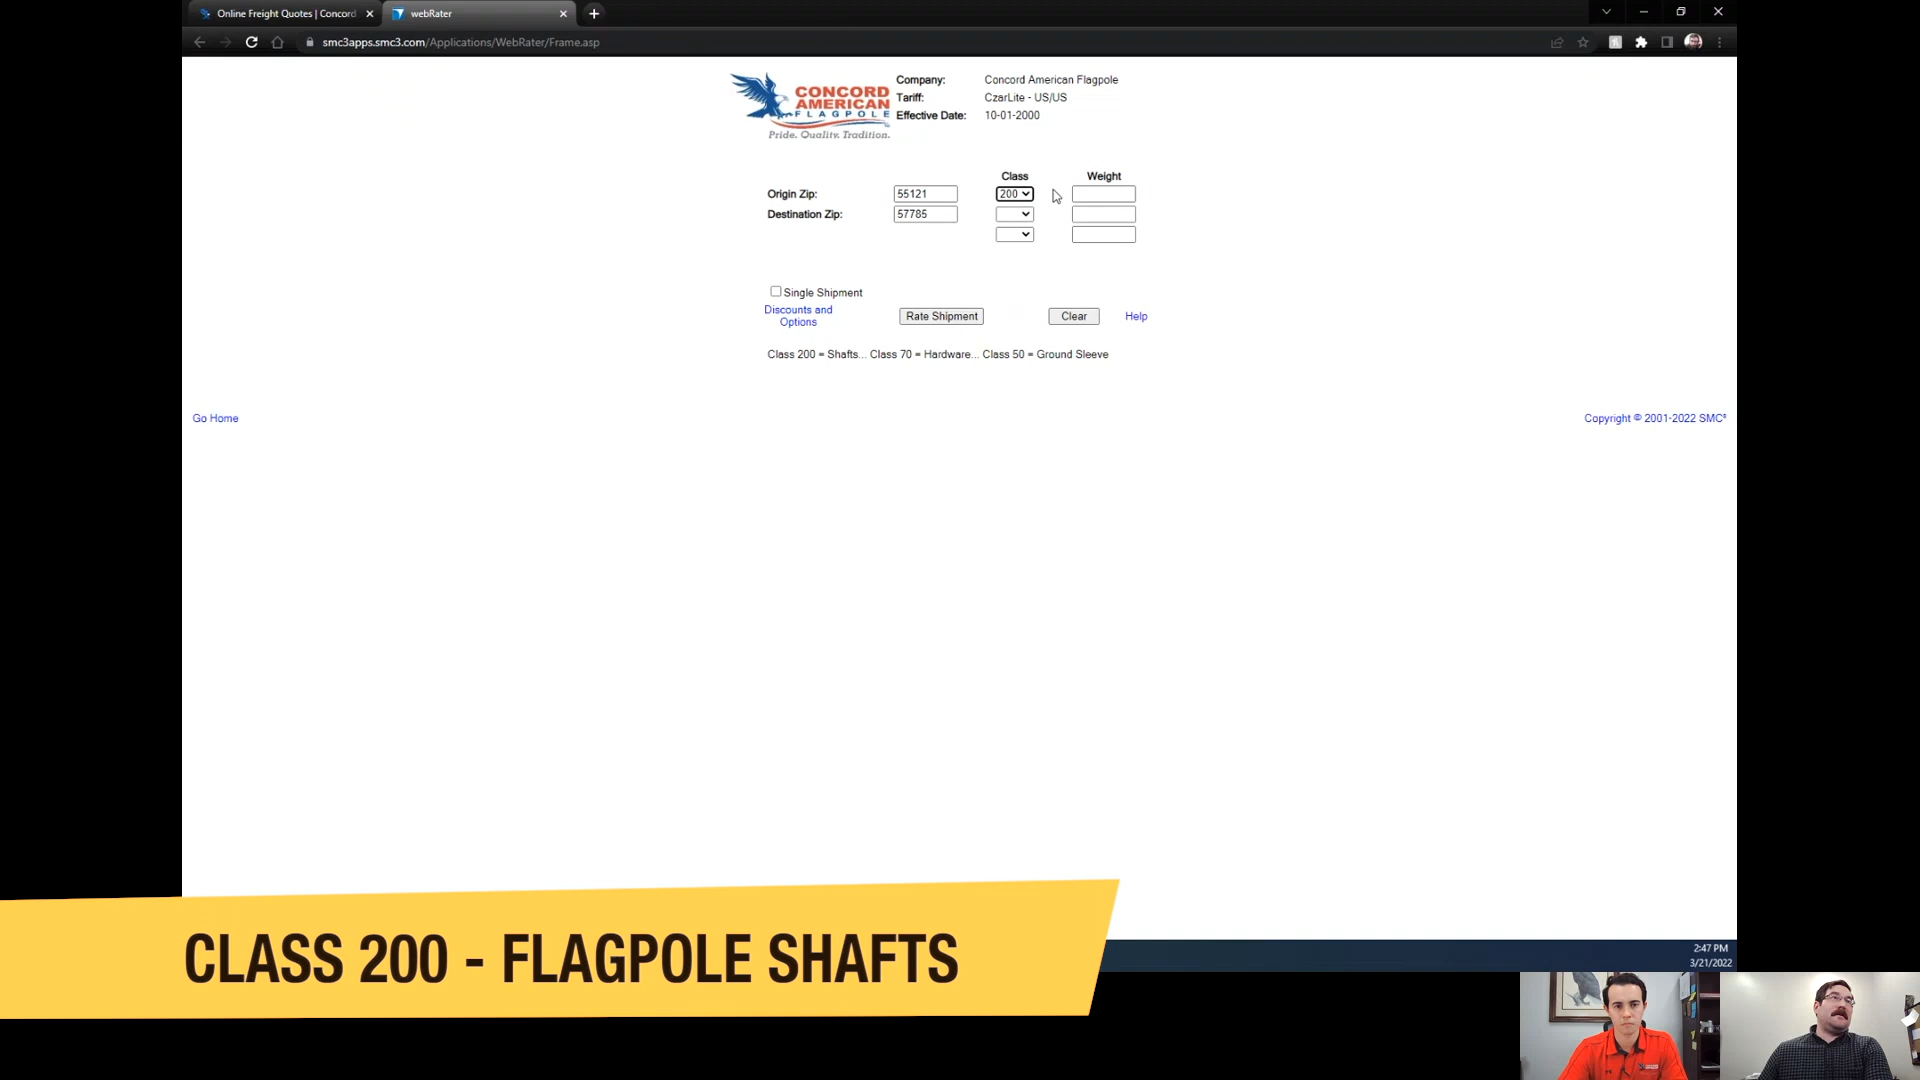 Online Freight Quotes | Concord
webRater
smc3apps.smc3.com/Applications/WebRater/Frame.asp
CONCORD
AMERICAN
FLAGPOLE
Pride. Quality. Tradition.
Company: Concord American Flagpole
Tariff: CzarLite - US/US
Effective Date: 10-01-2000
Class Weight
Origin Zip: 55121 200
Destination Zip: 57785
Single Shipment
Discounts and
Options
Rate Shipment Clear Help
Class 200 = Shafts... Class 70 = Hardware... Class 50 = Ground Sleeve
Go Home Copyright © 2001-2022 SMC³
CLASS 200 - FLAGPOLE SHAFTS
2:47 PM
3/21/2022